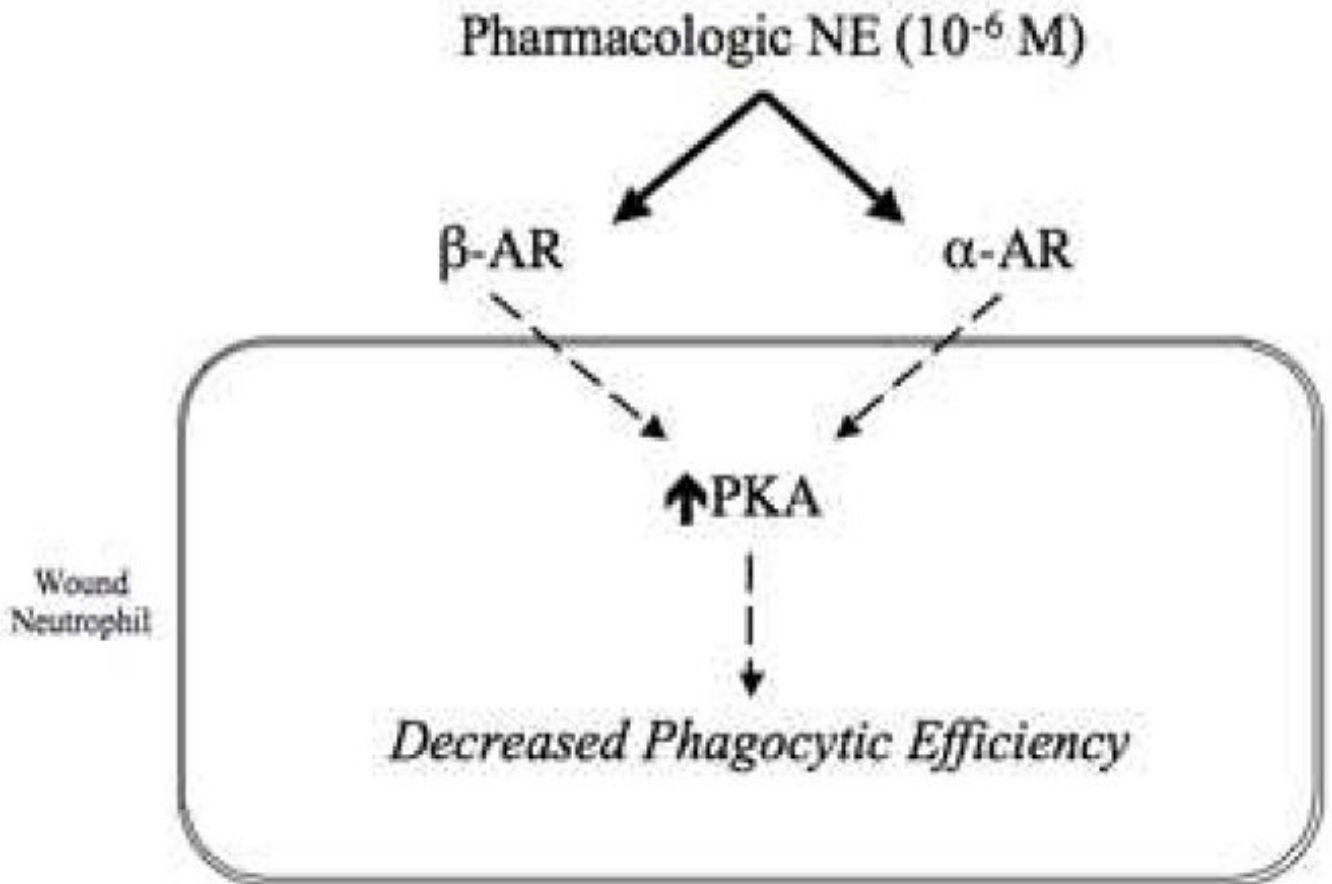 Pharmacologic NE (10⁻⁶ M)
β-AR
α-AR
↑PKA
Wound
Neutrophil
Decreased Phagocytic Efficiency